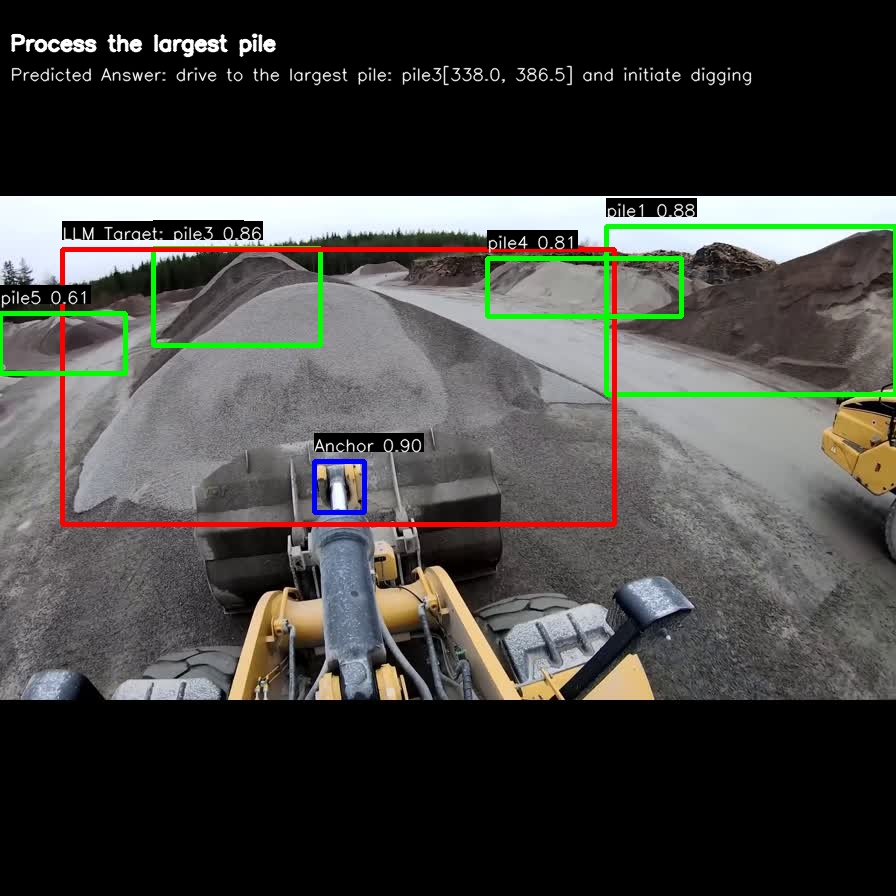 Process the largest pile
Predicted Answer: drive to the largest pile: pile3[338.0, 386.5] and initiate digging
pile1 0.88
LLM Target: pile3 0.86
pile4 0.81
pile5 0.61
Anchor 0.90